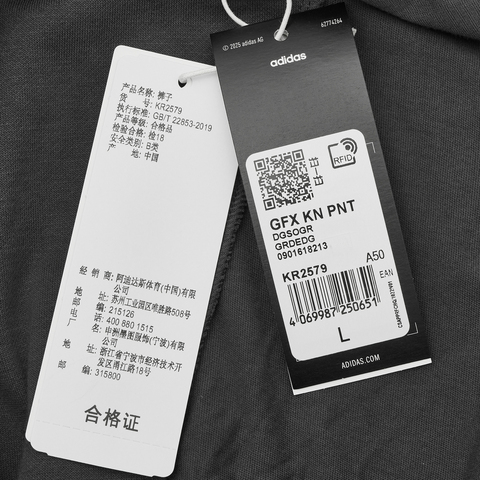 产品名称: 裤子
货 号: KR2579
执行标准: GB/T 22853-2019
产品等级: 合格品
检验合格: 检18
安全类别: B类
产 地: 中国
经 销 商: 阿迪达斯体育(中国)有限
公司
地 址: 苏州工业园区唯胜路508号
邮 编: 215126
电 话: 400 880 1515
厂 名: 申洲星图服饰(宁波)有限
公司
地 址: 浙江省宁波市经济技术开
发区甬江路18号
邮 编: 315800
合格证
© 2025 adidas AG
62774264
adidas
RFID
GFX KN PNT
DGSOGR
GRDEDG
0901618213
KR2579
A50
EAN
4 069987 250651
L
ADIDAS.COM